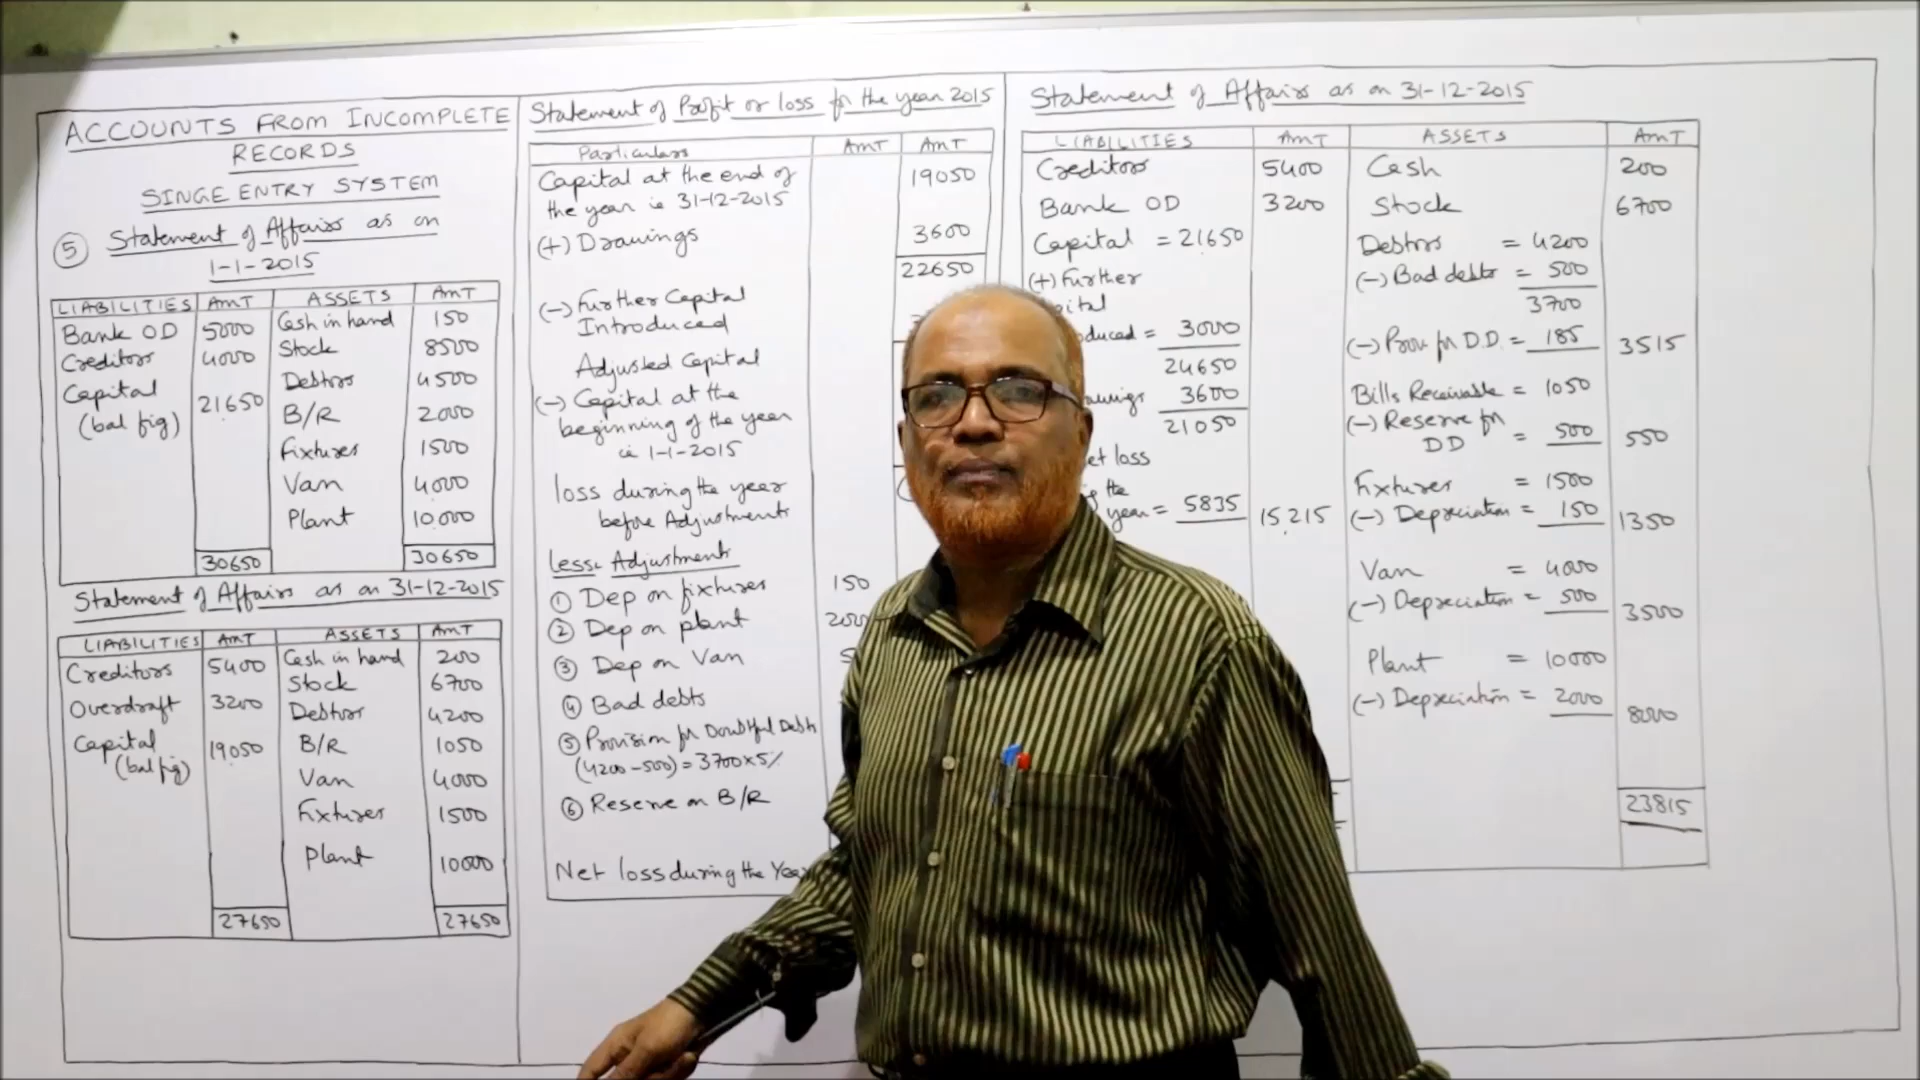 ACCOUNTS FROM INCOMPLETE
RECORDS
SINGE ENTRY SYSTEM
5 Statement of Affairs as on
1-1-2015
LIABILITIES AMT ASSETS AMT
Bank OD 5000 Cash in hand 150
Creditors 4000 Stock 8500
Capital 21650 Debtors 4500
(bal fig) B/R 2000
Fixtures 1500
Van 4000
Plant 10,000
30650 30650
Statement of Affairs as on 31-12-2015
LIABILITIES AMT ASSETS AMT
Creditors 5400 Cash in hand 200
Stock 6700
Overdraft 3200 Debtors 4200
Capital 19050 B/R 1050
(bal fig) Van 4000
Fixtures 1500
Plant 10000
27650 27650
Statement of Profit or loss for the year 2015
Particulars AMT AMT
Capital at the end of 19050
the year ie 31-12-2015
(+) Drawings 3600
22650
(-) Further Capital
Introduced
Adjusted Capital
(-) Capital at the
beginning of the year
ie 1-1-2015
loss during the year
before Adjustments
less: Adjustments
1 Dep on fixtures 150
2 Dep on plant 2000
3 Dep on Van
4 Bad debts
5 Provision for Doubtful Debts
(4200-500) = 3700x5%
6 Reserve on B/R
Net loss during the Year
Statement of Affairs as on 31-12-2015
LIABILITIES AMT ASSETS AMT
Creditors 5400 Cash 200
Bank OD 3200 Stock 6700
Capital = 21650 Debtors = 4200
(+) Further (-) Bad debts = 500
3700
= 3000 (-) Prov for D.D. = 185 3515
24650
3600 Bills Receivable = 1050
21050 (-) Reserve for
loss DD = 500 550
the Fixtures = 1500
year = 5835 15,215 (-) Depreciation = 150 1350
Van = 4000
(-) Depreciation = 500 3500
Plant = 10000
(-) Depreciation = 2000 8000
23815